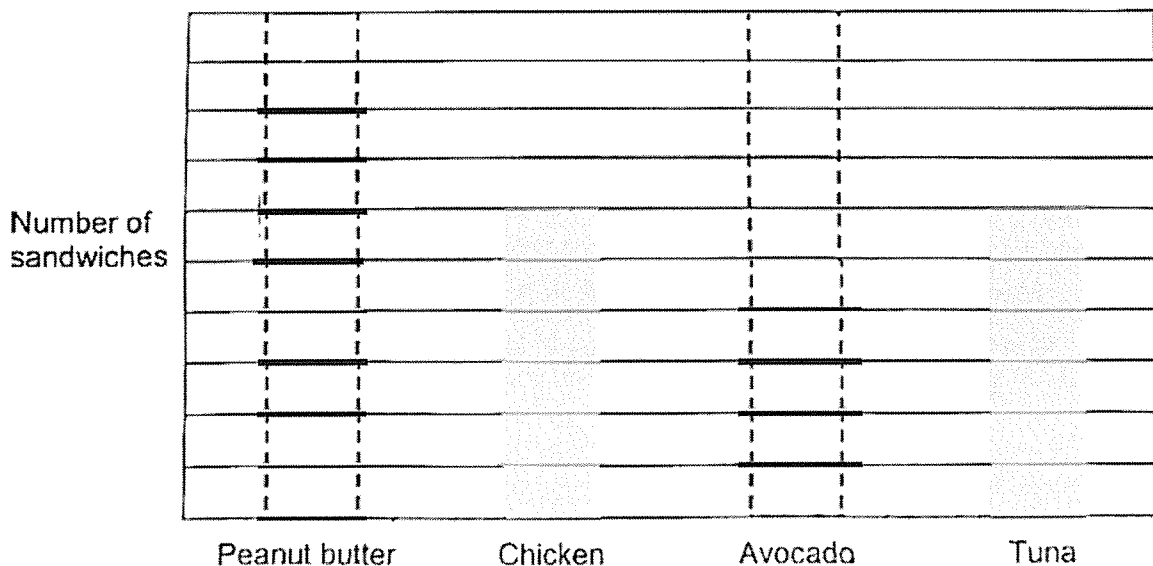 Number of
sandwiches
Peanut butter
Chicken
Avocado
Tuna